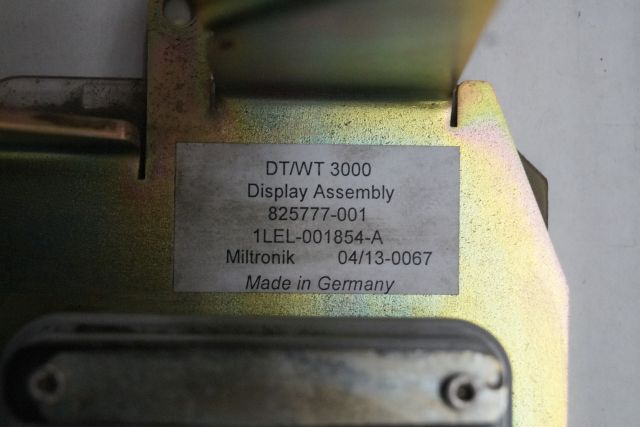 DT/WT 3000
Display Assembly
825777-001
1LEL-001854-A
Miltronik 04/13-0067
Made in Germany